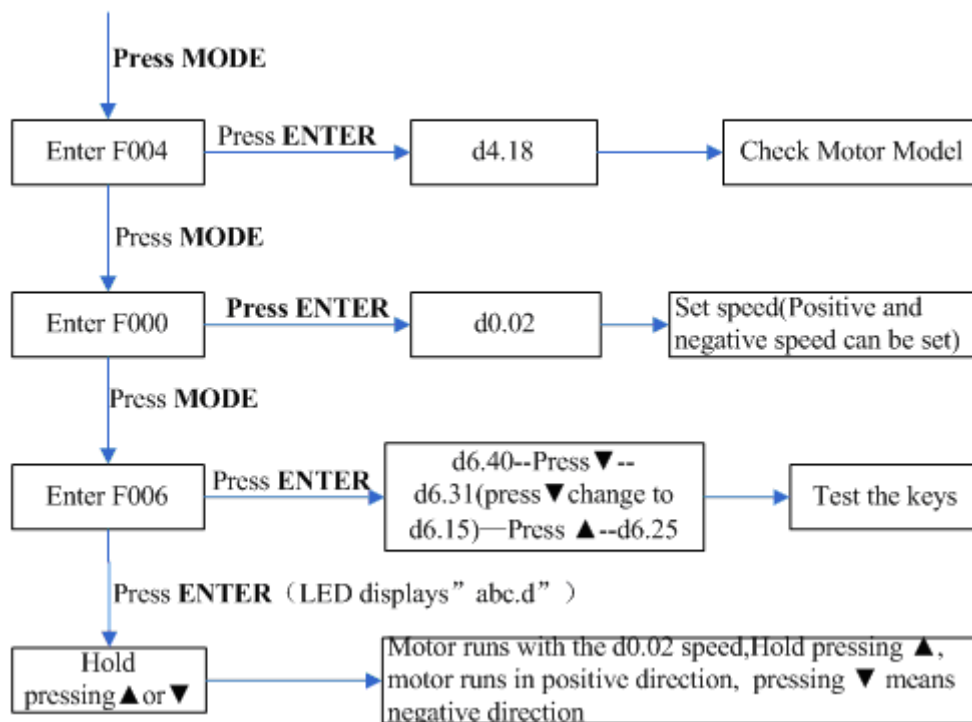 Press MODE
Enter F004
Press ENTER
d4.18
Check Motor Model
Press MODE
Enter F000
Press ENTER
d0.02
Set speed(Positive and
negative speed can be set)
Press MODE
Enter F006
Press ENTER
d6.40--Press▼--
d6.31(press▼change to
d6.15)—Press ▲--d6.25
Test the keys
Press ENTER（LED displays” abc.d” ）
Hold
pressing▲or▼
Motor runs with the d0.02 speed,Hold pressing ▲,
motor runs in positive direction, pressing ▼ means
negative direction